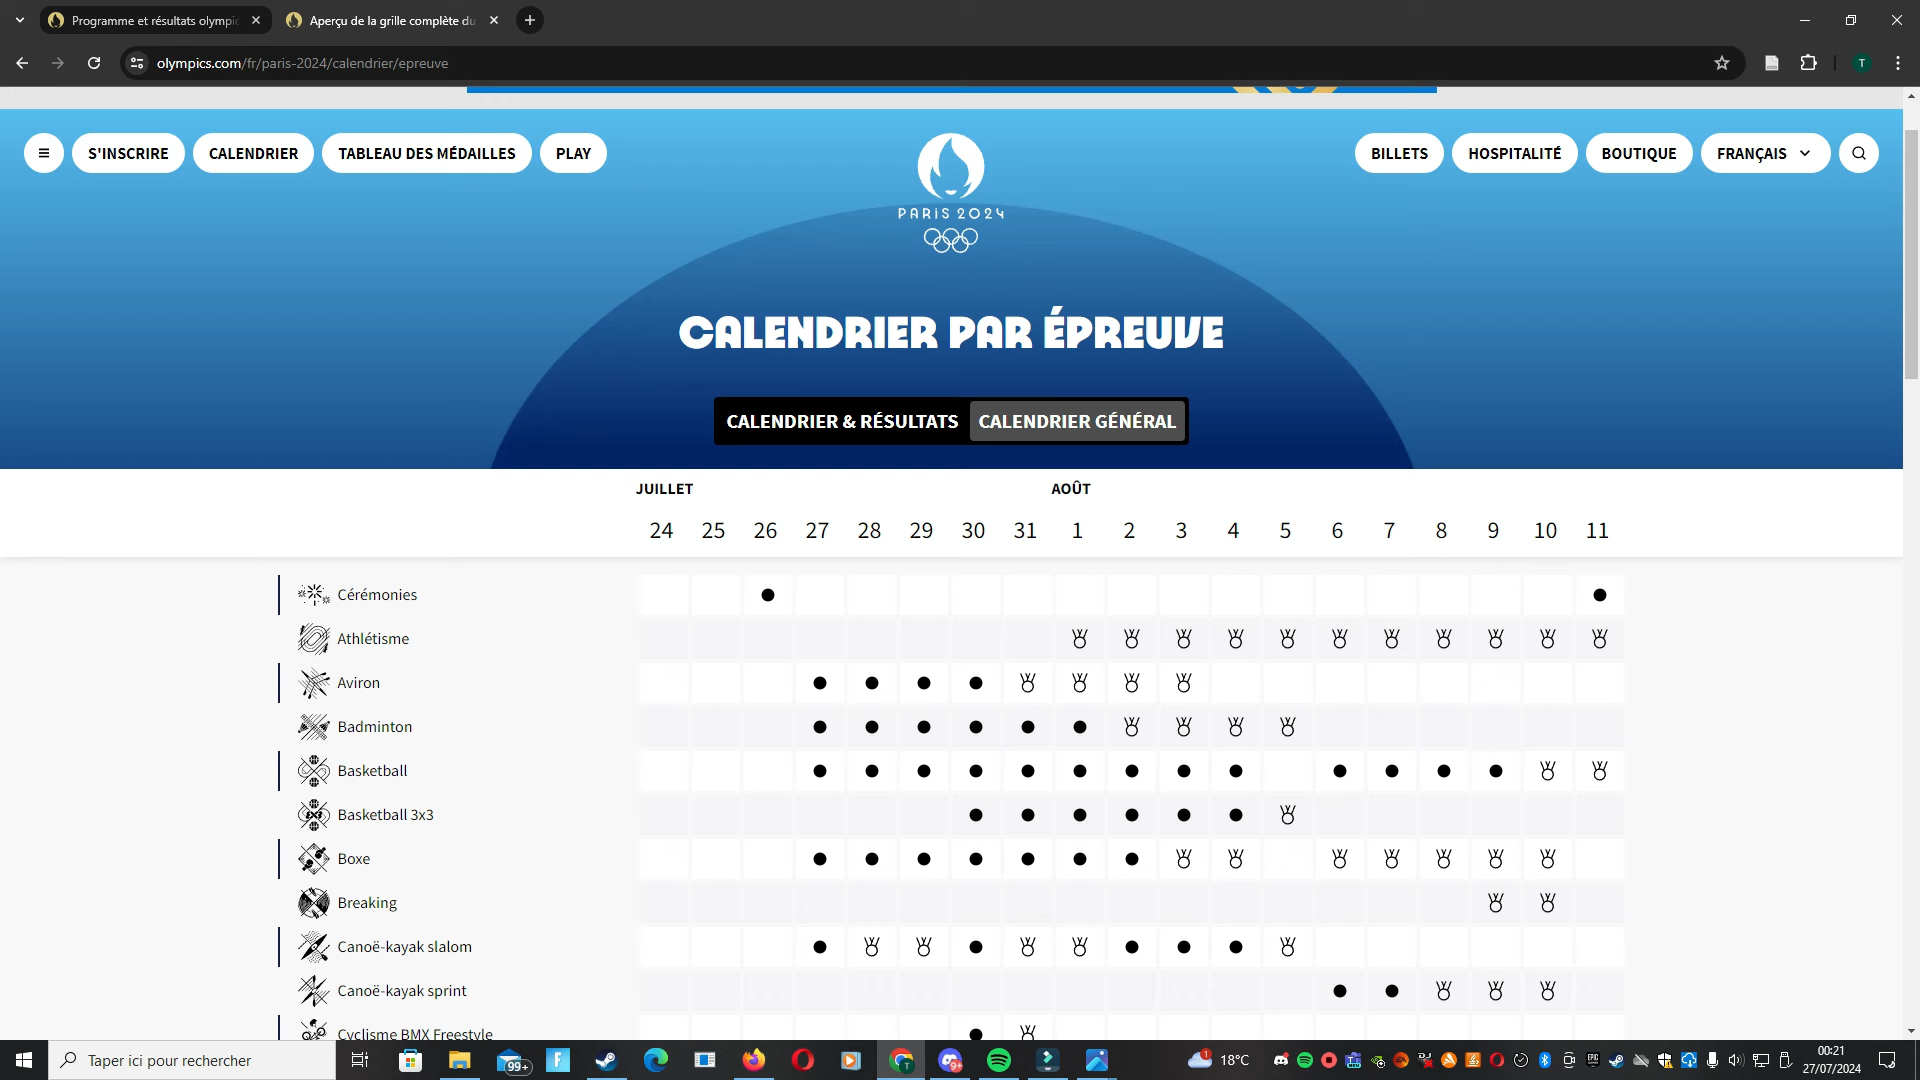 Programme et résultats olympic
Aperçu de la grille complète du
olympics.com/fr/paris-2024/calendrier/epreuve
T
S'INSCRIRE
CALENDRIER
TABLEAU DES MÉDAILLES
PLAY
BILLETS
HOSPITALITÉ
BOUTIQUE
FRANÇAIS
PARIS 2024
CALENDRIER PAR ÉPREUVE
CALENDRIER & RÉSULTATS
CALENDRIER GÉNÉRAL
JUILLET
AOÛT
24 25 26 27 28 29 30 31 1 2 3 4 5 6 7 8 9 10 11
Cérémonies
Athlétisme
Aviron
Badminton
Basketball
Basketball 3x3
Boxe
Breaking
Canoë-kayak slalom
Canoë-kayak sprint
Cyclisme BMX Freestyle
Taper ici pour rechercher
99+
18°C
00:21
27/07/2024